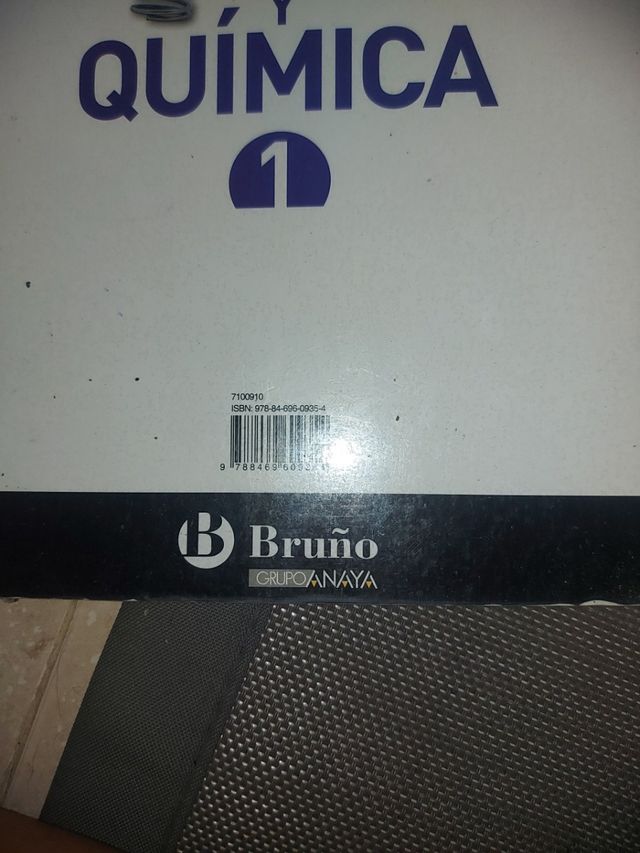 Y
QUÍMICA
1
7100910
ISBN: 978-84-696-0935-4
Bruño
GRUPO ANAYA